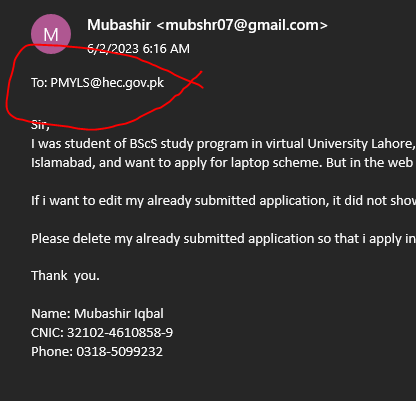 M
Mubashir <mubshr07@gmail.com>
6/2/2023 6:16 AM
To: PMYLS@hec.gov.pk
Sir,
I was student of BScS study program in virtual University Lahore,
Islamabad, and want to apply for laptop scheme. But in the web
If i want to edit my already submitted application, it did not show
Please delete my already submitted application so that i apply in
Thank  you.
Name: Mubashir Iqbal
CNIC: 32102-4610858-9
Phone: 0318-5099232